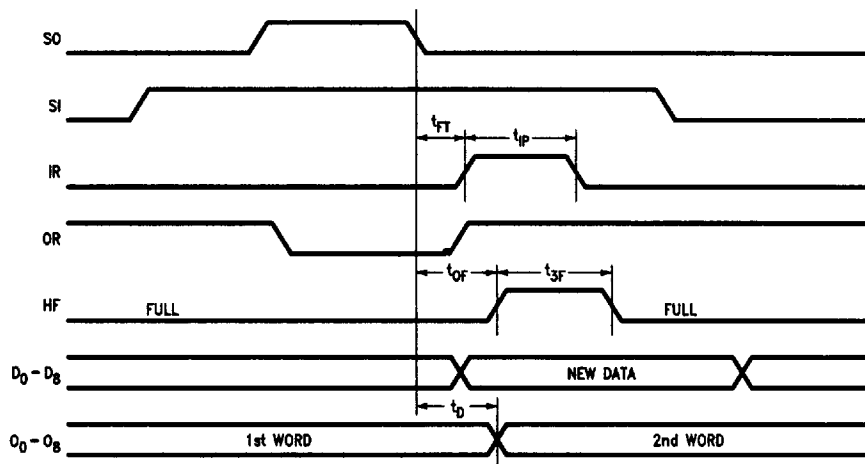 SO
SI
t_FT
t_IP
IR
OR
t_OF
t_3F
HF
FULL
FULL
D_0 - D_8
NEW DATA
t_D
O_0 - O_8
1st WORD
2nd WORD